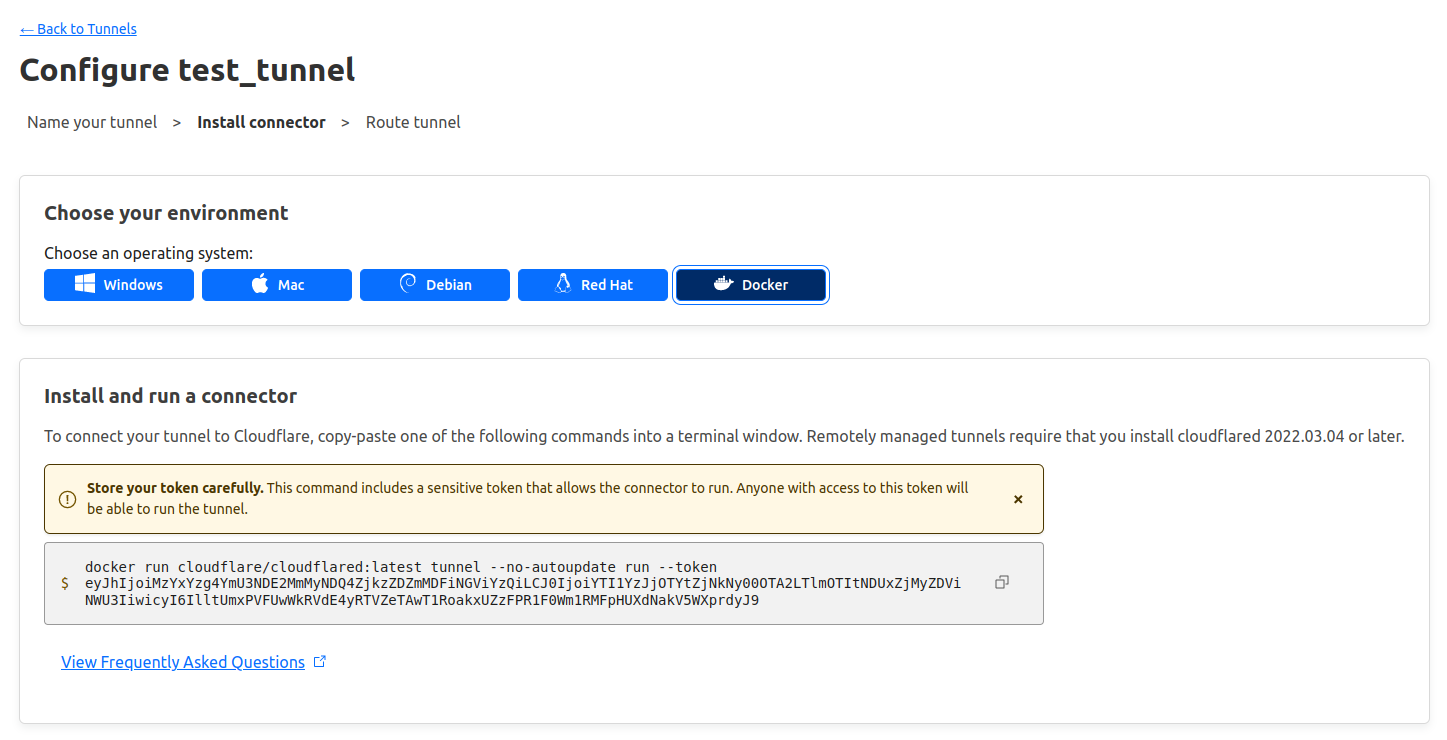 ← Back to Tunnels
Configure test_tunnel
Name your tunnel > Install connector > Route tunnel
Choose your environment
Choose an operating system:
Windows Mac Debian Red Hat Docker
Install and run a connector
To connect your tunnel to Cloudflare, copy-paste one of the following commands into a terminal window. Remotely managed tunnels require that you install cloudflared 2022.03.04 or later.
Store your token carefully. This command includes a sensitive token that allows the connector to run. Anyone with access to this token will
be able to run the tunnel.
$ docker run cloudflare/cloudflared:latest tunnel --no-autoupdate run --token
eyJhIjoiMzYxYzg4YmU3NDE2MmMyNDQ4ZjkzZDZmMDFiNGViYzQiLCJ0IjoiYTI1YzJjOTYtZjNkNy00OTA2LTlmOTItNDUxZjMyZDVi
NWU3IiwicyI6IlltUmxPVFUwWkRVdE4yRTVZeTAwT1RoakxUZzFPR1F0Wm1RMFpHUXdNakV5WXprdyJ9
View Frequently Asked Questions